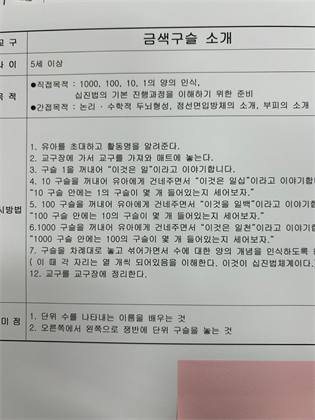 교 구 금색구슬 소개
이 5세 이상
목 적 ●직접목적 : 1000, 100, 10, 1의 양의 인식,
십진법의 기본 진행과정을 이해하기 위한 준비
●간접목적 : 논리ㆍ수학적 두뇌형성, 점선면입방체의 소개, 부피의 소개
1. 유아를 초대하고 활동명을 알려준다.
2. 교구장에 가서 교구를 가져와 매트에 놓는다.
3. 구슬 1을 꺼내어 “이것은 일”이라고 이야기합니다.
4. 10 구슬을 꺼내어 유아에게 건네주면서 “이것은 일십”이라고 이야기합
“10 구슬 안에는 1의 구슬이 몇 개 들어있는지 세어보자.”
시방법 5. 100 구슬을 꺼내어 유아에게 건네주면서 “이것을 일백”이라고 이야기
“100 구슬 안에는 10의 구슬이 몇 개 들어있는지 세어보자.”
6.1000 구슬을 꺼내어 유아에게 건네주면서 “이것은 일천”이라고 이야기
“1000 구슬 안에는 100의 구슬이 몇 개 들어있는지 세어보자.”
7. 구슬을 차례대로 놓고 섞어가면서 수에 대한 양의 개념을 인식하도록
( 이 때 각 자리는 열 개씩 되어있음을 이해한다. 이것이 십진법체계이다.
12. 교구를 교구장에 정리한다.
미 점 1. 단위 수를 나타내는 이름을 배우는 것
2. 오른쪽에서 왼쪽으로 쟁반에 단위 구슬을 놓는 것